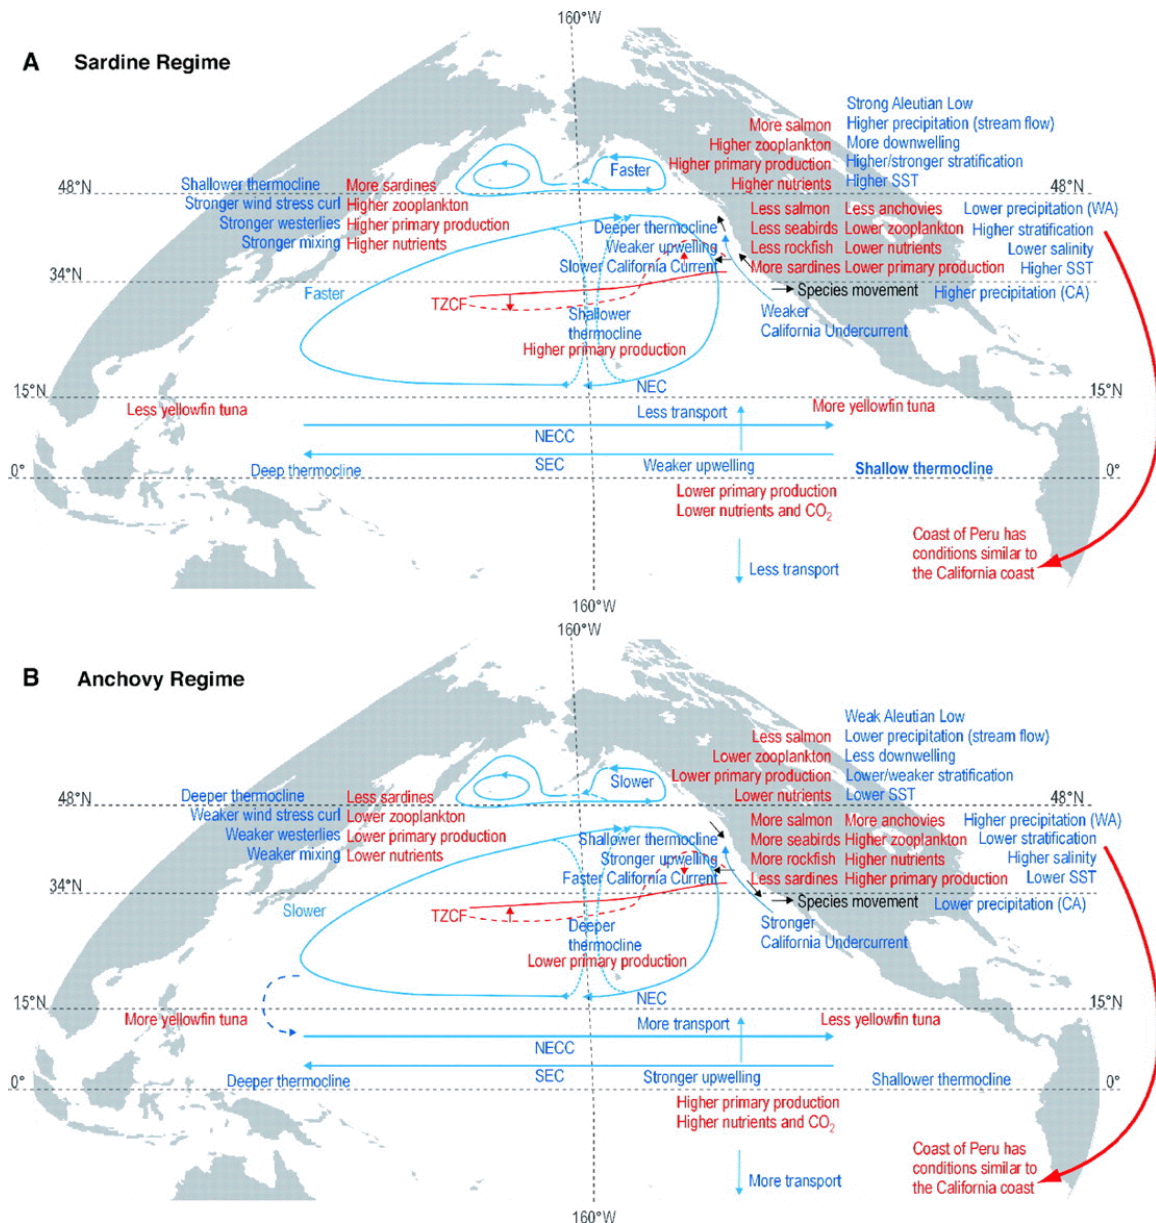 160°W
A Sardine Regime
Strong Aleutian Low
More salmon Higher precipitation (stream flow)
Higher zooplankton More downwelling
Higher primary production Higher/stronger stratification
Higher nutrients Higher SST
Faster
48°N
48°N
Shallower thermocline More sardines
Stronger wind stress curl Higher zooplankton
Stronger westerlies Higher primary production
Stronger mixing Higher nutrients
Deeper thermocline
Weaker upwelling
Slower California Current
Less salmon Less anchovies Lower precipitation (WA)
Less seabirds Lower zooplankton Higher stratification
Less rockfish Lower nutrients Lower salinity
More sardines Lower primary production Higher SST
Species movement Higher precipitation (CA)
34°N
Faster
TZCF
Shallower
thermocline
Higher primary production
Weaker
California Undercurrent
NEC
15°N
15°N
Less yellowfin tuna
Less transport
More yellowfin tuna
NECC
SEC
Deep thermocline
Weaker upwelling
Shallow thermocline
0°
0°
Lower primary production
Lower nutrients and CO2
Less transport
Coast of Peru has
conditions similar to
the California coast
160°W
160°W
B Anchovy Regime
Weak Aleutian Low
Less salmon Lower precipitation (stream flow)
Lower zooplankton Less downwelling
Lower primary production Lower/weaker stratification
Lower nutrients Lower SST
Slower
48°N
48°N
Deeper thermocline Less sardines
Weaker wind stress curl Lower zooplankton
Weaker westerlies Lower primary production
Weaker mixing Lower nutrients
Shallower thermocline
Stronger upwelling
Faster California Current
More salmon More anchovies Higher precipitation (WA)
More seabirds Higher zooplankton Lower stratification
More rockfish Higher nutrients Higher salinity
Less sardines Higher primary production Lower SST
Species movement Lower precipitation (CA)
34°N
Slower
TZCF
Deeper
thermocline
Lower primary production
Stronger
California Undercurrent
NEC
15°N
15°N
More yellowfin tuna
More transport
Less yellowfin tuna
NECC
SEC
Deeper thermocline
Stronger upwelling
Shallower thermocline
0°
0°
Higher primary production
Higher nutrients and CO2
More transport
Coast of Peru has
conditions similar to
the California coast
160°W